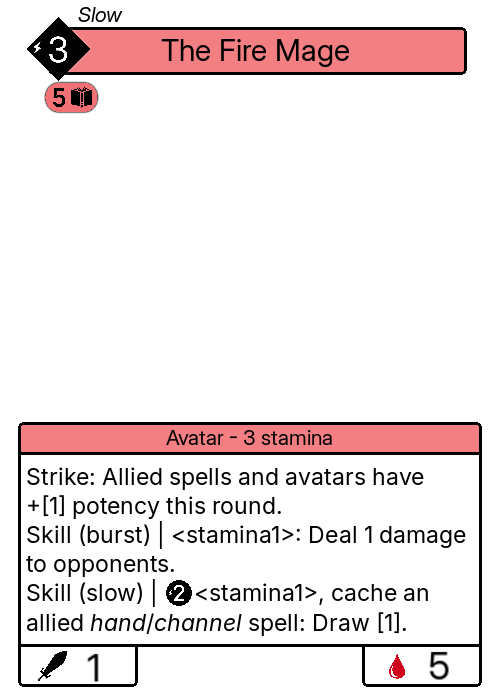 Slow
3
The Fire Mage
5
Avatar - 3 stamina
Strike: Allied spells and avatars have
+[1] potency this round.
Skill (burst) | <stamina1>: Deal 1 damage
to opponents.
Skill (slow) | 2<stamina1>, cache an
allied hand/channel spell: Draw [1].
1
5